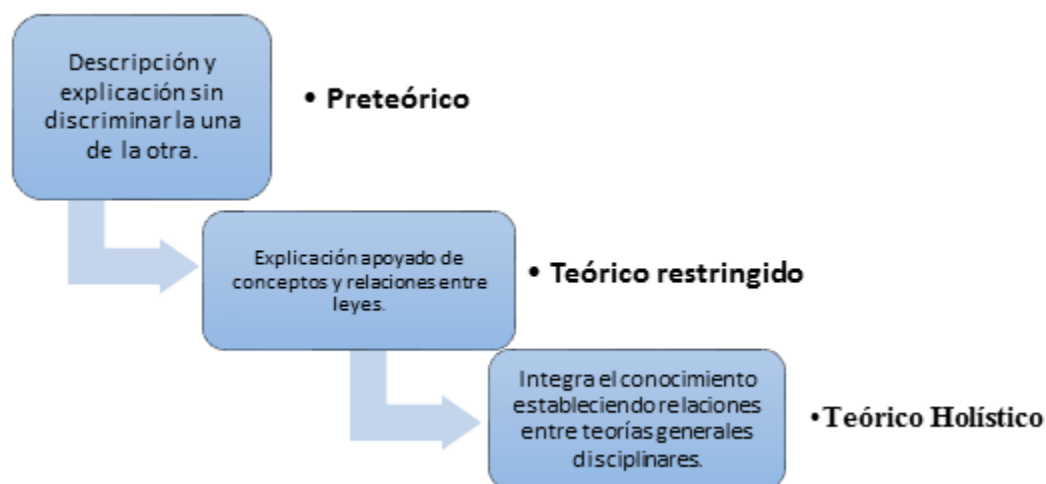 Descripción y
explicación sin
discriminar la una
de la otra.
• Preteórico
Explicación apoyado de
conceptos y relaciones entre
leyes.
• Teórico restringido
Integra el conocimiento
estableciendo relaciones
entre teorías generales
disciplinares.
•Teórico Holístico